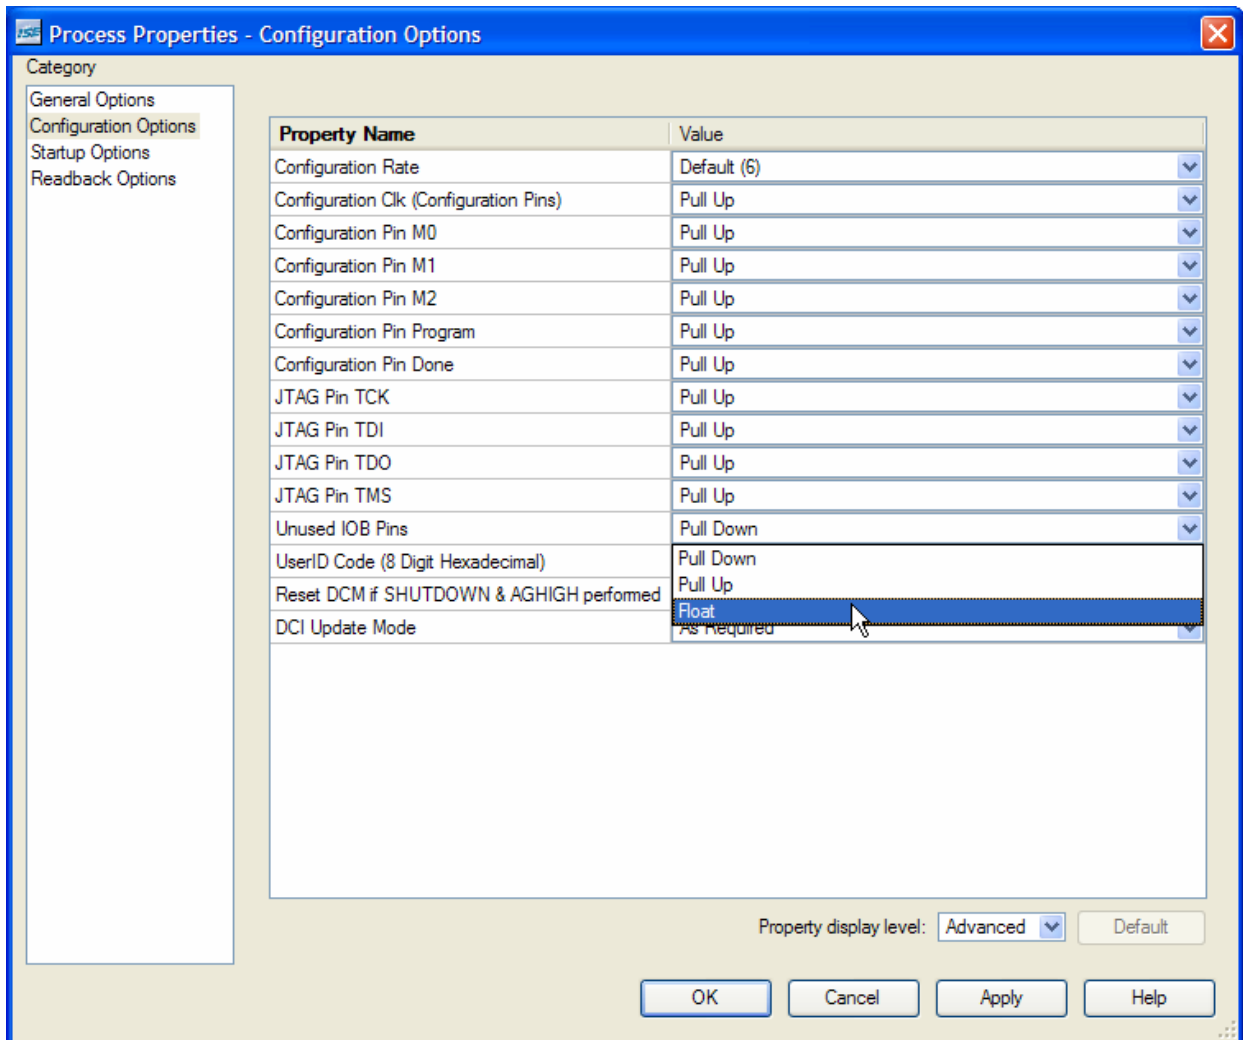 ISE Process Properties - Configuration Options
Category
General Options
Configuration Options
Startup Options
Readback Options
Property Name Value
Configuration Rate Default (6)
Configuration Clk (Configuration Pins) Pull Up
Configuration Pin M0 Pull Up
Configuration Pin M1 Pull Up
Configuration Pin M2 Pull Up
Configuration Pin Program Pull Up
Configuration Pin Done Pull Up
JTAG Pin TCK Pull Up
JTAG Pin TDI Pull Up
JTAG Pin TDO Pull Up
JTAG Pin TMS Pull Up
Unused IOB Pins Pull Down
UserID Code (8 Digit Hexadecimal) Pull Down
Reset DCM if SHUTDOWN & AGHIGH performed Pull Up
Float
DCI Update Mode As Required
Property display level: Advanced Default
OK Cancel Apply Help